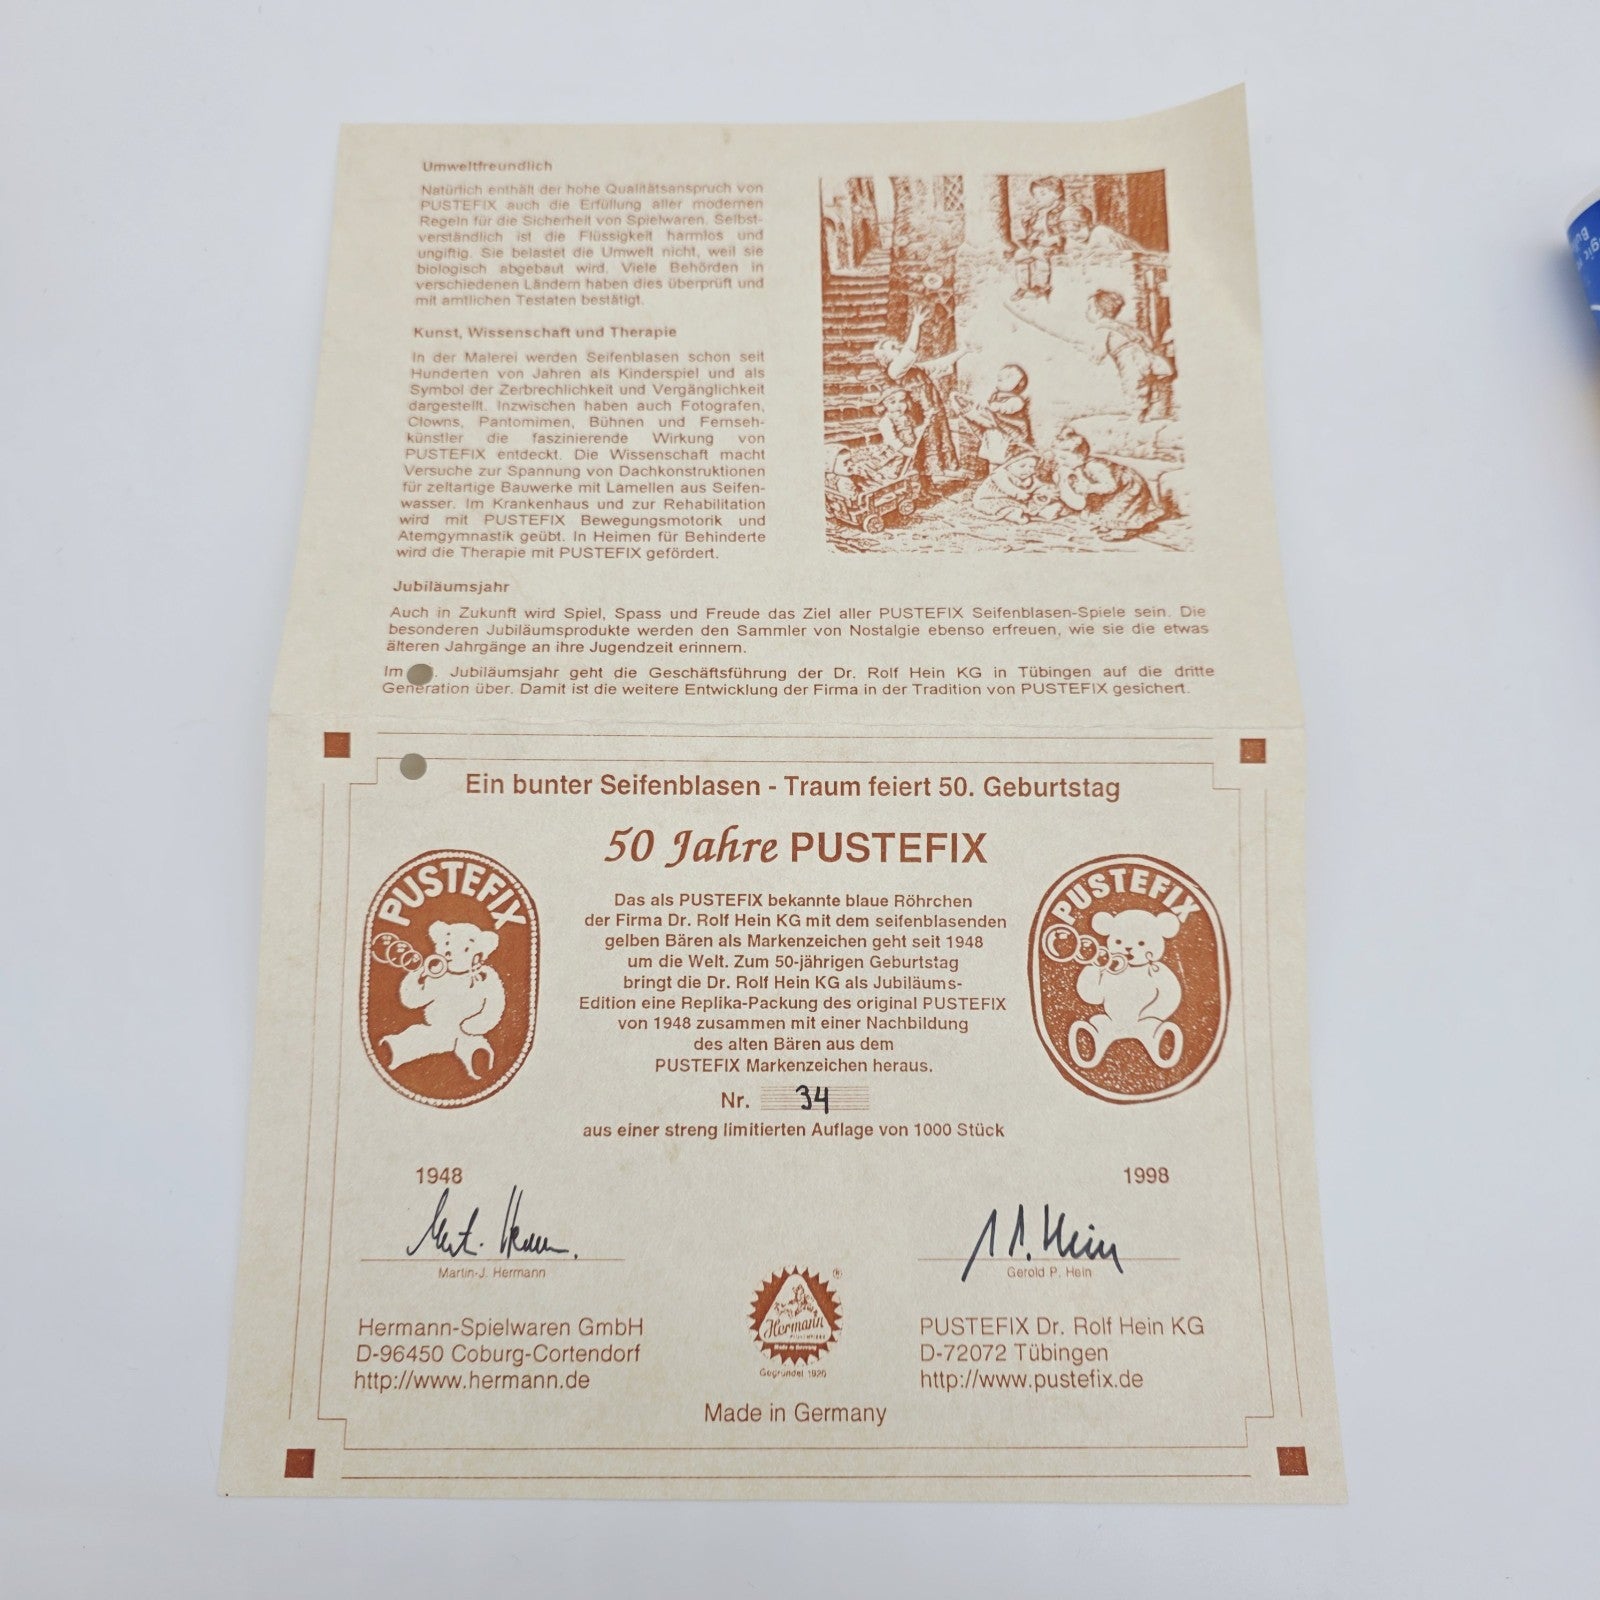 Umweltfreundlich
Natürlich enthält der hohe Qualitätsanspruch von
PUSTEFIX auch die Erfüllung aller modernen
Regeln für die Sicherheit von Spielwaren. Selbst-
verständlich ist die Flüssigkeit harmlos und
ungiftig. Sie belastet die Umwelt nicht, weil sie
biologisch abgebaut wird. Viele Behörden in
verschiedenen Ländern haben dies überprüft und
mit amtlichen Testaten bestätigt.
Kunst, Wissenschaft und Therapie
In der Malerei werden Seifenblasen schon seit
Hunderten von Jahren als Kinderspiel und als
Symbol der Zerbrechlichkeit und Vergänglichkeit
dargestellt. Inzwischen haben auch Fotografen,
Clowns, Pantomimen, Bühnen und Fernseh-
künstler die faszinierende Wirkung von
PUSTEFIX entdeckt. Die Wissenschaft macht
Versuche zur Spannung von Dachkonstruktionen
für zeltartige Bauwerke mit Lamellen aus Seifen-
wasser. Im Krankenhaus und zur Rehabilitation
wird mit PUSTEFIX Bewegungsmotorik und
Atemgymnastik geübt. In Heimen für Behinderte
wird die Therapie mit PUSTEFIX gefördert.
Jubiläumsjahr
Auch in Zukunft wird Spiel, Spass und Freude das Ziel aller PUSTEFIX Seifenblasen-Spiele sein. Die
besonderen Jubiläumsprodukte werden den Sammler von Nostalgie ebenso erfreuen, wie sie die etwas
älteren Jahrgänge an ihre Jugendzeit erinnern.
Im . Jubiläumsjahr geht die Geschäftsführung der Dr. Rolf Hein KG in Tübingen auf die dritte
Generation über. Damit ist die weitere Entwicklung der Firma in der Tradition von PUSTEFIX gesichert.
Ein bunter Seifenblasen - Traum feiert 50. Geburtstag
50 Jahre PUSTEFIX
PUSTEFIX
PUSTEFIX
Das als PUSTEFIX bekannte blaue Röhrchen
der Firma Dr. Rolf Hein KG mit dem seifenblasenden
gelben Bären als Markenzeichen geht seit 1948
um die Welt. Zum 50-jährigen Geburtstag
bringt die Dr. Rolf Hein KG als Jubiläums-
Edition eine Replika-Packung des original PUSTEFIX
von 1948 zusammen mit einer Nachbildung
des alten Bären aus dem
PUSTEFIX Markenzeichen heraus.
Nr. 34
aus einer streng limitierten Auflage von 1000 Stück
1948
1998
Martin-J. Hermann
Gerold P. Hein
Hermann-Spielwaren GmbH
D-96450 Coburg-Cortendorf
http://www.hermann.de
Hermann
Made in Germany
®
Gegründet 1920
PUSTEFIX Dr. Rolf Hein KG
D-72072 Tübingen
http://www.pustefix.de
Made in Germany